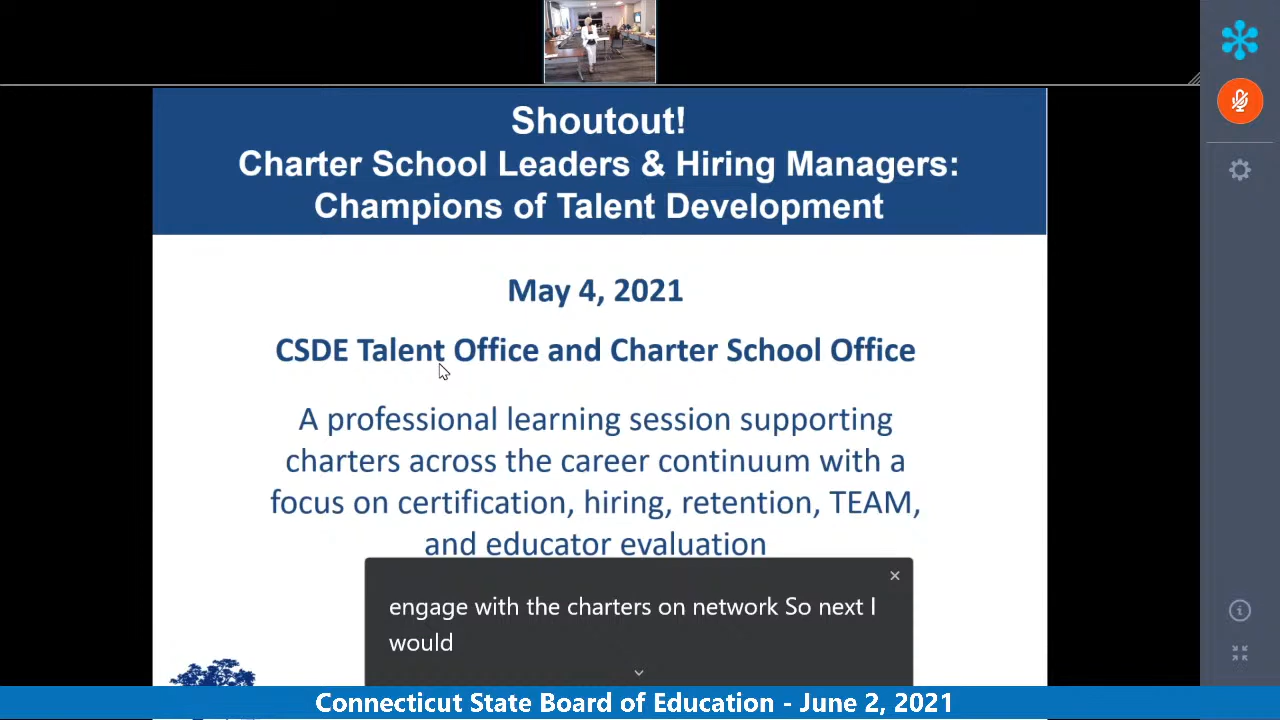 Shoutout!
Charter School Leaders & Hiring Managers:
Champions of Talent Development
May 4, 2021
CSDE Talent Office and Charter School Office
A professional learning session supporting
charters across the career continuum with a
focus on certification, hiring, retention, TEAM,
and educator evaluation
engage with the charters on network So next I
would
Connecticut State Board of Education - June 2, 2021